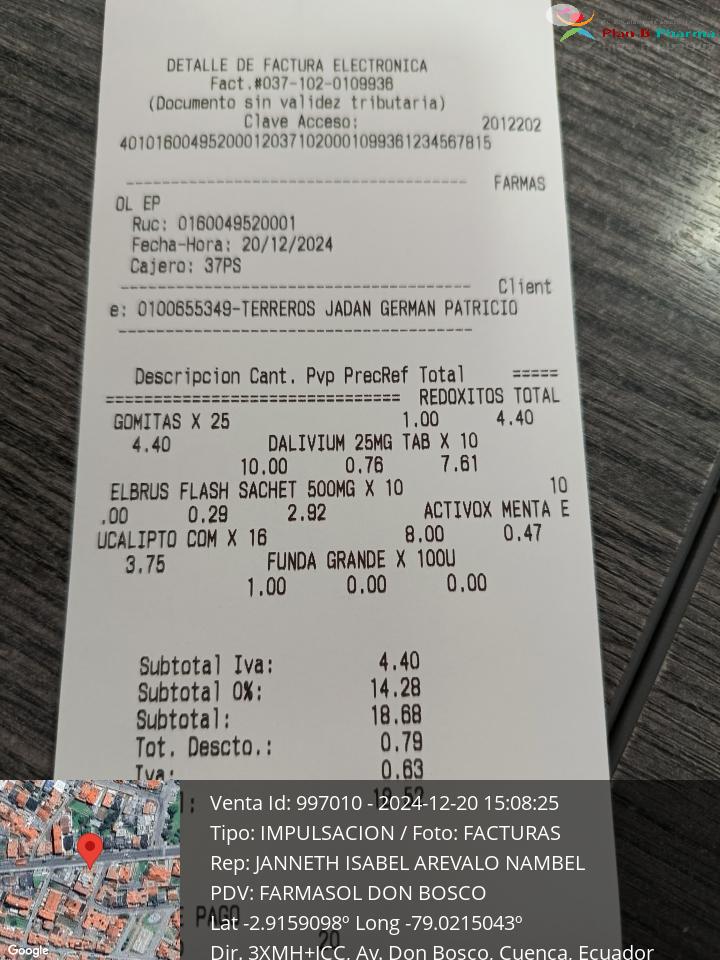 Plan B Pharma
DETALLE DE FACTURA ELECTRONICA
Fact.#037-102-0109936
(Documento sin validez tributaria)
Clave Acceso: 2012202
401016004952000120371020001099361234567815
---------------------------------------- FARMAS
OL EP
Ruc: 0160049520001
Fecha-Hora: 20/12/2024
Cajero: 37PS
---------------------------------------- Client
e: 0100655349-TERREROS JADAN GERMAN PATRICIO
----------------------------------------
Descripcion Cant. Pvp PrecRef Total =====
================================ REDOXITOS TOTAL
GOMITAS X 25 1.00 4.40
4.40 DALIVIUM 25MG TAB X 10
10.00 0.76 7.61
ELBRUS FLASH SACHET 500MG X 10 10
.00 0.29 2.92 ACTIVOX MENTA E
UCALIPTO COM X 16 8.00 0.47
3.75 FUNDA GRANDE X 100U
1.00 0.00 0.00
Subtotal Iva: 4.40
Subtotal 0%: 14.28
Subtotal: 18.68
Tot. Descto.: 0.79
Iva: 0.63
Venta Id: 997010 - 2024-12-20 15:08:25
Tipo: IMPULSACION / Foto: FACTURAS
Rep: JANNETH ISABEL AREVALO NAMBEL
PDV: FARMASOL DON BOSCO
PAGO
Lat -2.9159098º Long -79.0215043º
20
Dir. 3XMH+JCC, Av. Don Bosco, Cuenca, Ecuador
Google